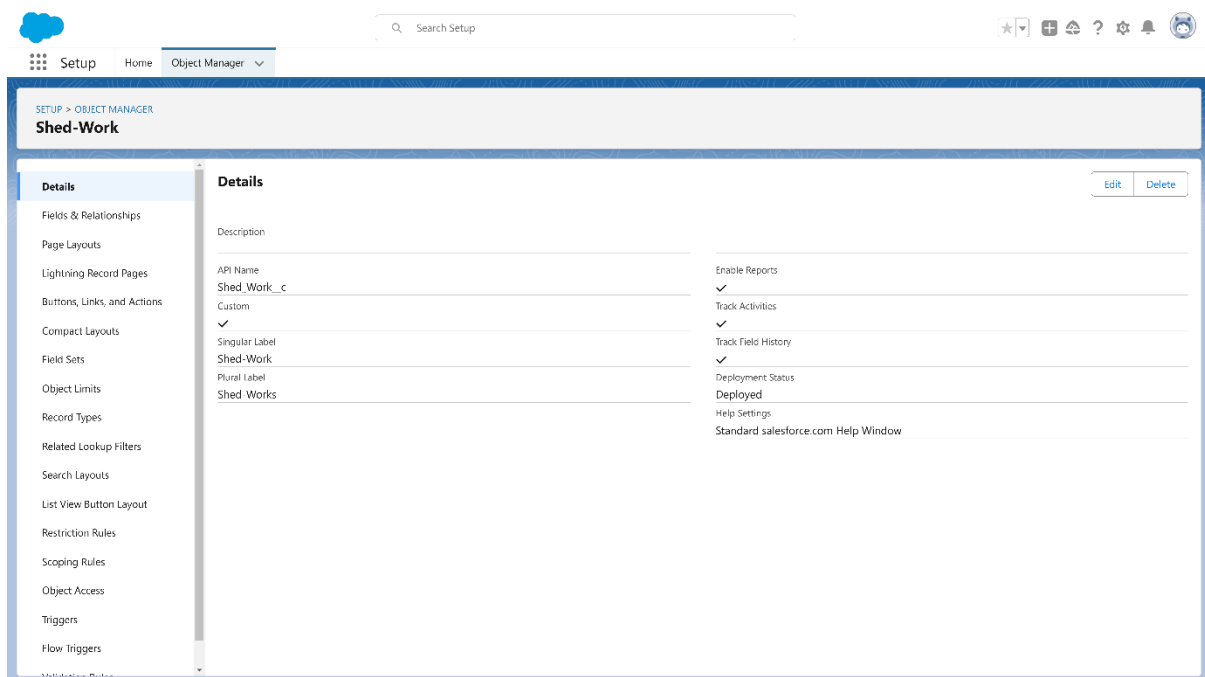 Search Setup
Setup
Home
Object Manager
SETUP > OBJECT MANAGER
Shed-Work
Details
Fields & Relationships
Page Layouts
Lightning Record Pages
Buttons, Links, and Actions
Compact Layouts
Field Sets
Object Limits
Record Types
Related Lookup Filters
Search Layouts
List View Button Layout
Restriction Rules
Scoping Rules
Object Access
Triggers
Flow Triggers
Validation Rules
Details
Edit
Delete
Description
API Name
Shed_Work__c
Custom
Singular Label
Shed-Work
Plural Label
Shed-Works
Enable Reports
Track Activities
Track Field History
Deployment Status
Deployed
Help Settings
Standard salesforce.com Help Window